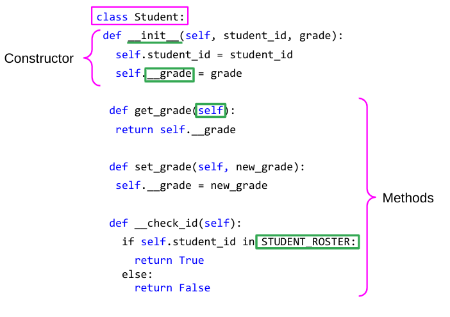 class Student:
def __init__(self, student_id, grade):
Constructor
self.student_id = student_id
self.__grade = grade
def get_grade(self):
return self.__grade
def set_grade(self, new_grade):
self.__grade = new_grade
Methods
def __check_id(self):
if self.student_id in STUDENT_ROSTER:
return True
else:
return False